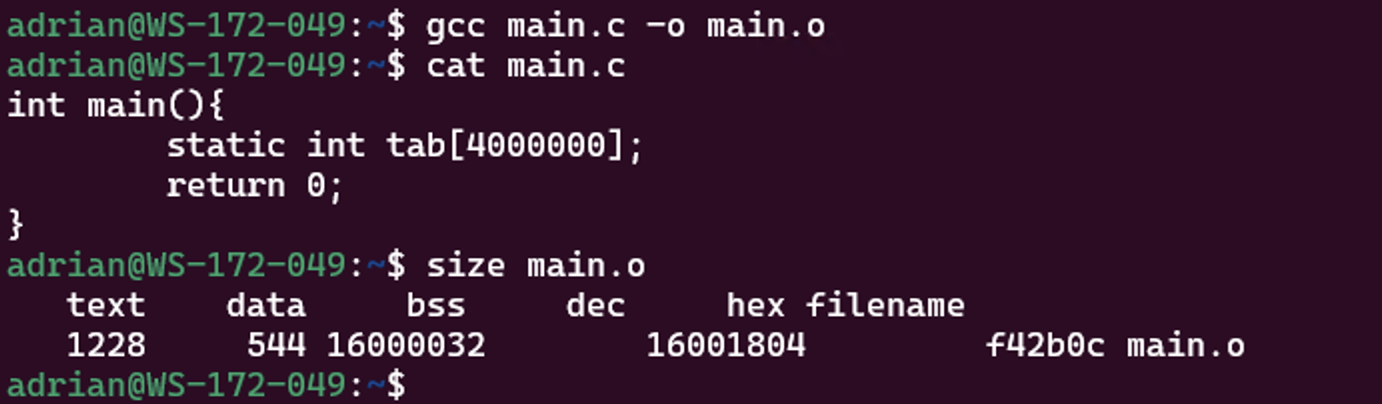 adrian@WS-172-049:~$ gcc main.c -o main.o
adrian@WS-172-049:~$ cat main.c
int main(){
        static int tab[4000000];
        return 0;
}
adrian@WS-172-049:~$ size main.o
   text    data     bss     dec     hex filename
   1228     544 16000032        16001804         f42b0c main.o
adrian@WS-172-049:~$